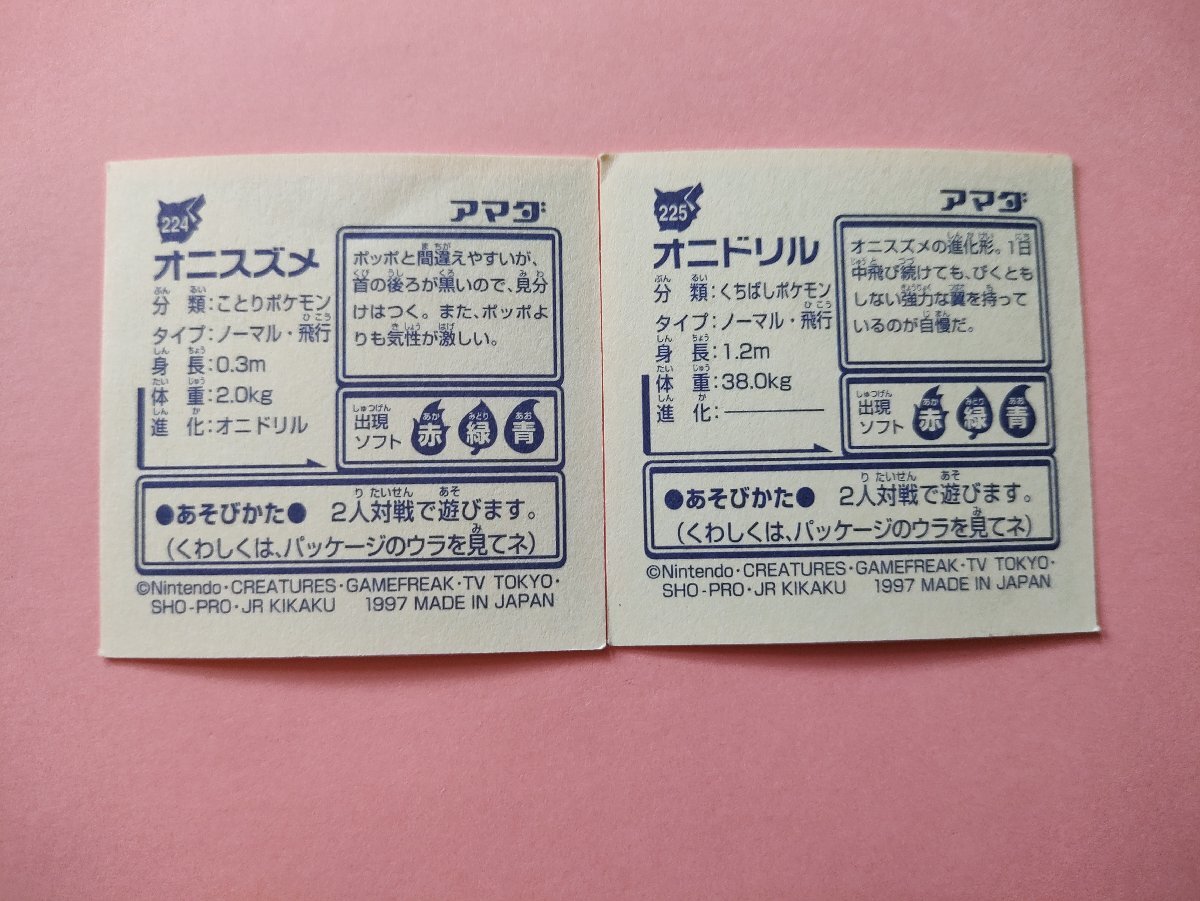 224
アマダ
オニスズメ
分類:ことりポケモン
タイプ:ノーマル・飛行
身長:0.3m
体重:2.0kg
進化:オニドリル
ポッポと間違えやすいが、
首の後ろが黒いので、見分
けはつく。また、ポッポよ
りも気性が激しい。
出現
ソフト
赤 緑 青
●あそびかた● 2人対戦で遊びます。
(くわしくは、パッケージのウラを見てネ)
©Nintendo・CREATURES・GAMEFREAK・TV TOKYO・
SHO-PRO・JR KIKAKU 1997 MADE IN JAPAN
225
アマダ
オニドリル
分類:くちばしポケモン
タイプ:ノーマル・飛行
身長:1.2m
体重:38.0kg
進化:―――――
オニスズメの進化形。1日
中飛び続けても、びくとも
しない強力な翼を持って
いるのが自慢だ。
出現
ソフト
赤 緑 青
●あそびかた● 2人対戦で遊びます。
(くわしくは、パッケージのウラを見てネ)
©Nintendo・CREATURES・GAMEFREAK・TV TOKYO・
SHO-PRO・JR KIKAKU 1997 MADE IN JAPAN